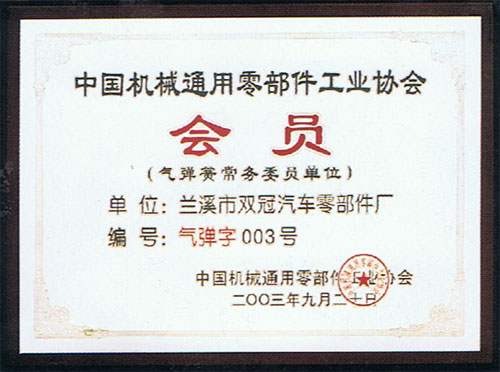 中国机械通用零部件工业协会
会员
(气弹簧常务委员单位)
单 位: 兰溪市双冠汽车零部件厂
编 号: 气弹字003号
中国机械通用零部件工业协会
二〇〇三年九月二十日